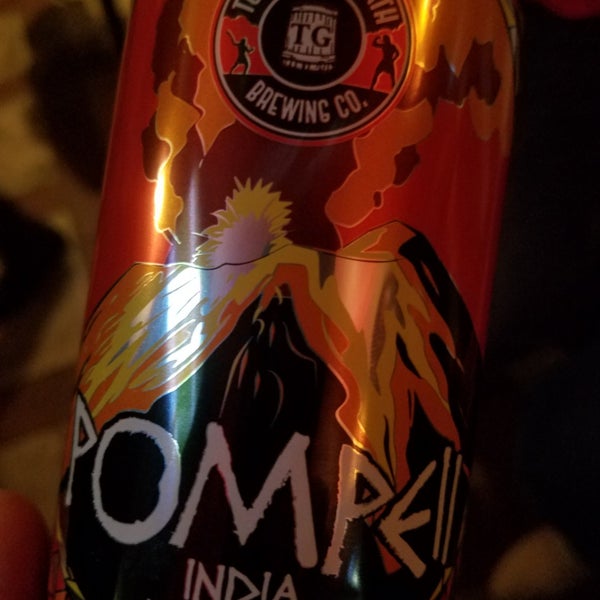 TG
BREWING CO.
POMPEII
INDIA